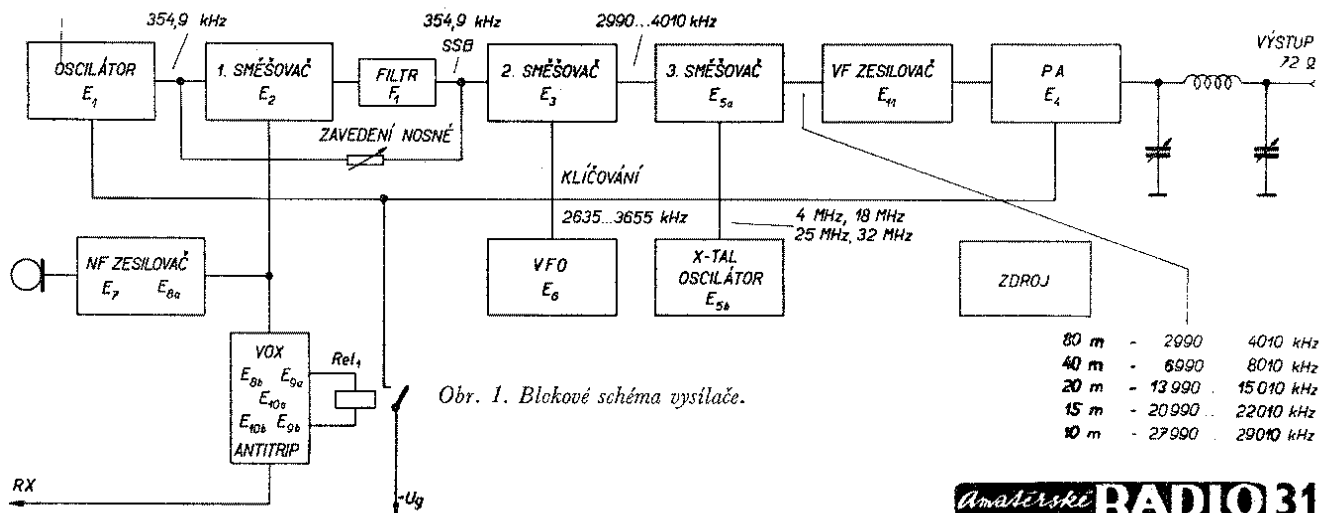 354,9 kHz
354,9 kHz
SSB
2990...4010 kHz
VÝSTUP
72 Ω
OSCILÁTOR
E1
1. SMĚŠOVAČ
E2
FILTR
F1
2. SMĚŠOVAČ
E3
3. SMĚŠOVAČ
E5a
VF ZESILOVAČ
E11
PA
E4
ZAVEDENÍ NOSNÉ
KLÍČOVÁNÍ
2635...3655 kHz
4 MHz, 18 MHz
25 MHz, 32 MHz
NF ZESILOVAČ
E7 E8a
VFO
E6
X-TAL
OSCILÁTOR
E5b
ZDROJ
VOX
E8b E9a
E10a
E10b E9b
ANTITRIP
Rel1
Obr. 1. Blokové schéma vysílače.
80 m - 2990 4010 kHz
40 m - 6990 8010 kHz
20 m - 13990 . 15010 kHz
15 m - 20990 .. 22010 kHz
10 m - 27990 . 29010 kHz
RX
-Ug
Amatérské RADIO 31